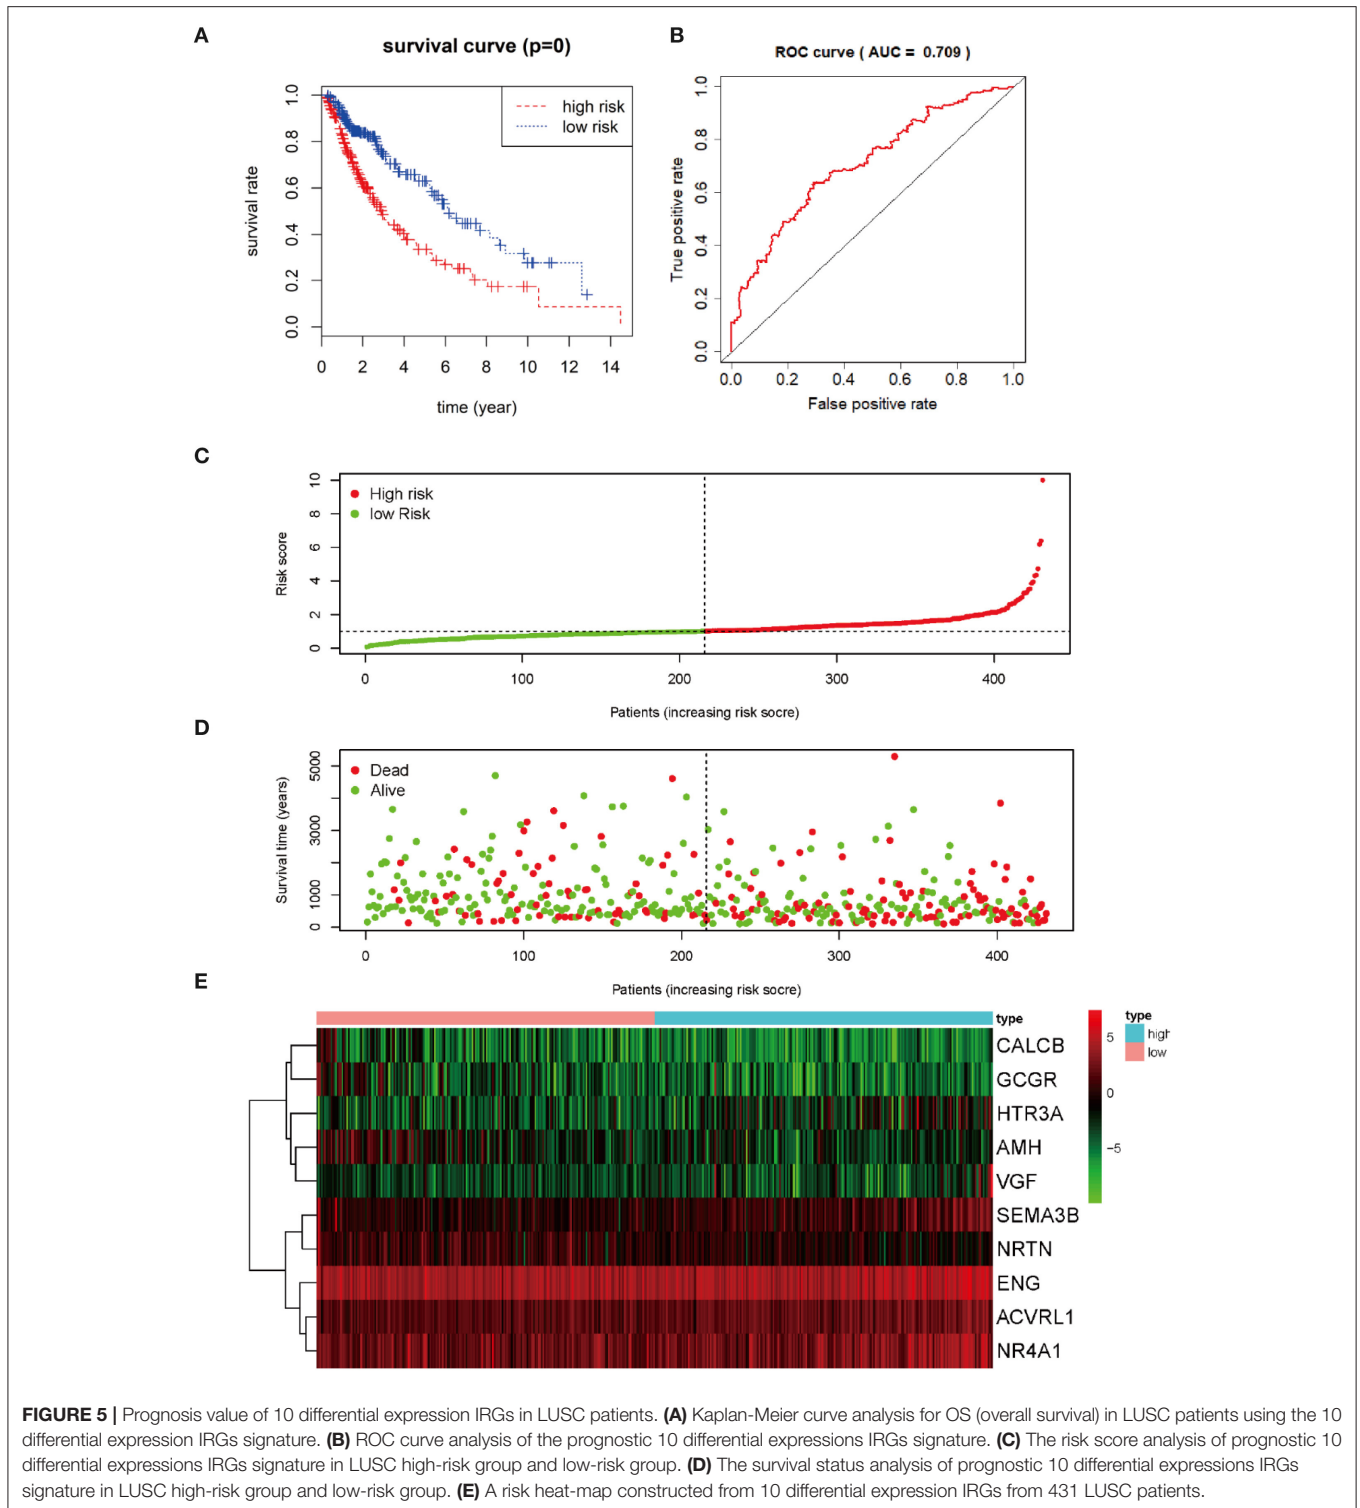 A
survival curve (p=0)
1.0
0.8
0.6
0.4
0.2
0.0
survival rate
high risk
low risk
0 2 4 6 8 10 12 14
time (year)
B
ROC curve ( AUC = 0.709 )
1.0
0.8
0.6
0.4
0.2
0.0
True positive rate
0.0 0.2 0.4 0.6 0.8 1.0
False positive rate
C
10
8
6
4
2
0
Risk score
High risk
low Risk
0 100 200 300 400
Patients (increasing risk socre)
D
5000
3000
1000
0
Survival time (years)
Dead
Alive
0 100 200 300 400
Patients (increasing risk socre)
E
type
CALCB
GCGR
HTR3A
AMH
VGF
SEMA3B
NRTN
ENG
ACVRL1
NR4A1
5
0
−5
type
high
low
FIGURE 5 | Prognosis value of 10 differential expression IRGs in LUSC patients. (A) Kaplan-Meier curve analysis for OS (overall survival) in LUSC patients using the 10
differential expression IRGs signature. (B) ROC curve analysis of the prognostic 10 differential expressions IRGs signature. (C) The risk score analysis of prognostic 10
differential expressions IRGs signature in LUSC high-risk group and low-risk group. (D) The survival status analysis of prognostic 10 differential expressions IRGs
signature in LUSC high-risk group and low-risk group. (E) A risk heat-map constructed from 10 differential expression IRGs from 431 LUSC patients.